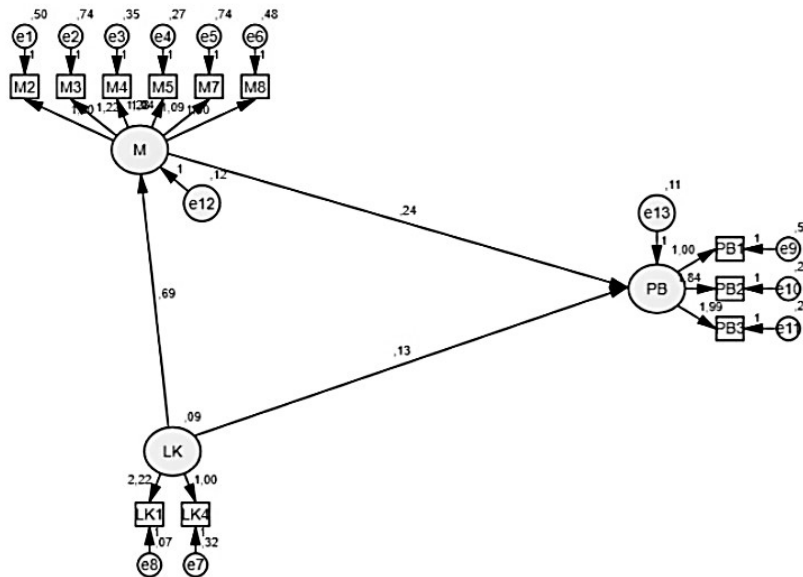 ,50 ,74 ,35 ,27 ,74 ,48
e1 e2 e3 e4 e5 e6
1 1 1 1 1 1
M2 M3 M4 M5 M7 M8
1,22 1,09
M
1 ,12
e12
,24
,11
e13
1
PB
1,00 PB1 1 e9
,84 PB2 1 e10
1,99 PB3 1 e11
,69
,13
,09
LK
2,22 1,00
LK1 LK4
1 ,07 1 ,32
e8 e7